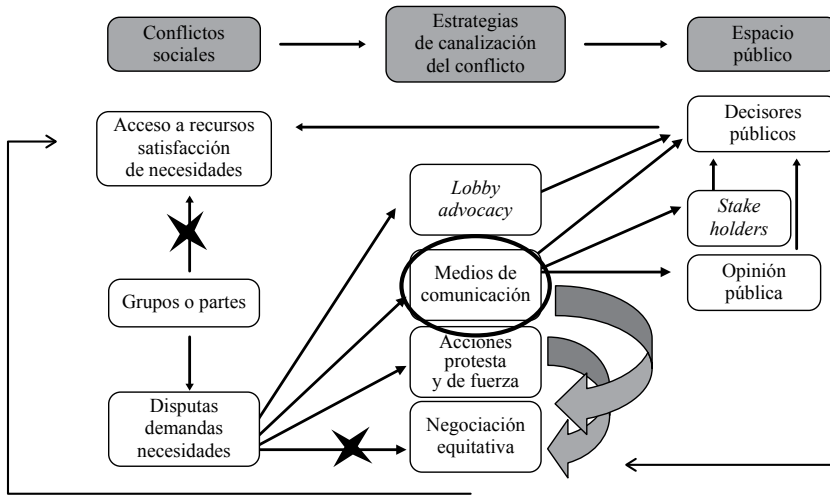 Conflictos
sociales
Estrategias
de canalización
del conflicto
Espacio
público
Acceso a recursos
satisfacción
de necesidades
Decisores
públicos
Lobby
advocacy
Stake
holders
Medios de
comunicación
Opinión
pública
Grupos o partes
Acciones
protesta
y de fuerza
Disputas
demandas
necesidades
Negociación
equitativa